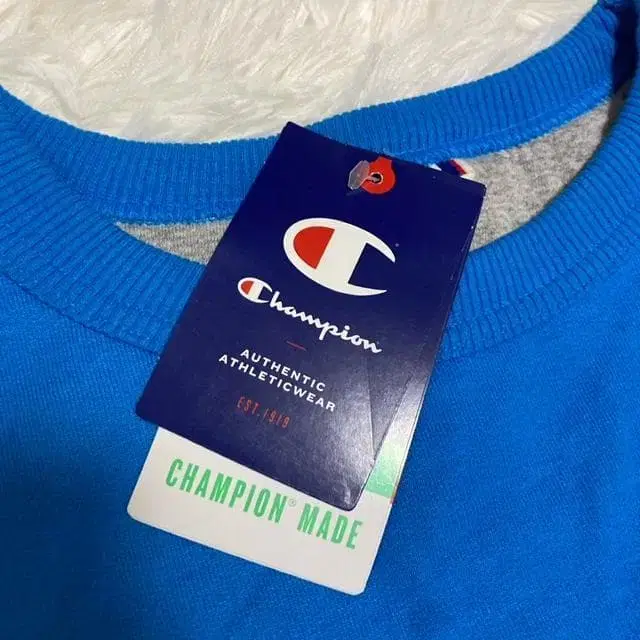 Champion
AUTHENTIC
ATHLETICWEAR
EST. 1919
CHAMPION® MADE